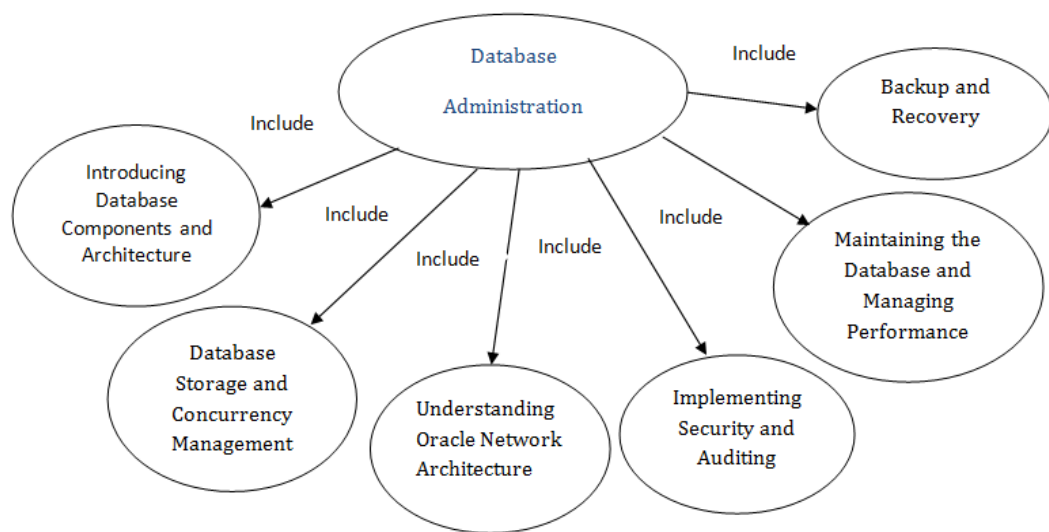 Database
Administration
Include
Backup and
Recovery
Include
Introducing
Database
Components and
Architecture
Include
Include
Include
Include
Maintaining the
Database and
Managing
Performance
Database
Storage and
Concurrency
Management
Understanding
Oracle Network
Architecture
Implementing
Security and
Auditing